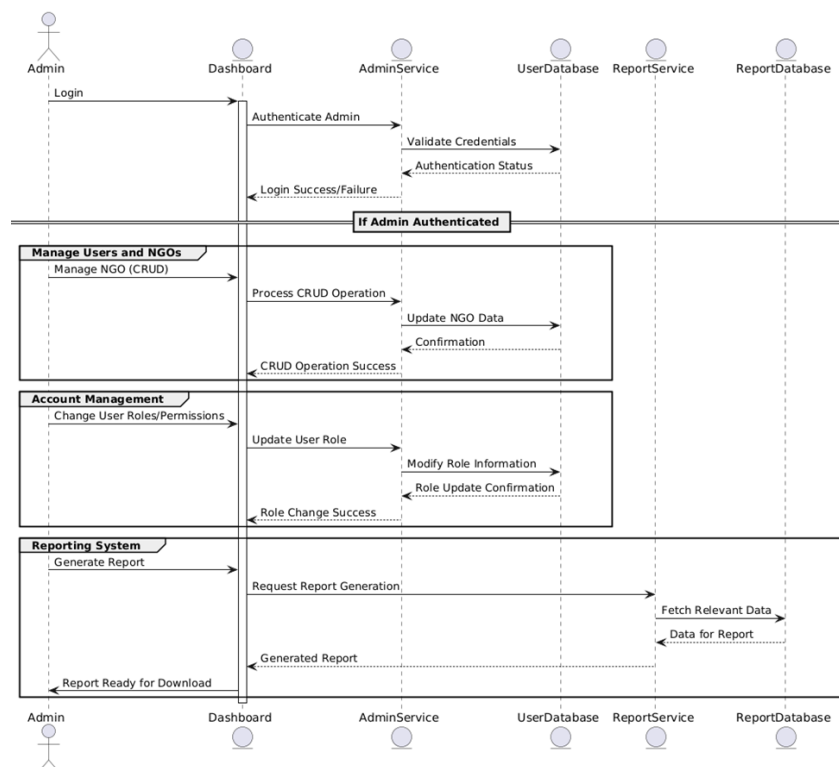 Admin Dashboard AdminService UserDatabase ReportService ReportDatabase
Login
Authenticate Admin
Validate Credentials
Authentication Status
Login Success/Failure
If Admin Authenticated
Manage Users and NGOs
Manage NGO (CRUD)
Process CRUD Operation
Update NGO Data
Confirmation
CRUD Operation Success
Account Management
Change User Roles/Permissions
Update User Role
Modify Role Information
Role Update Confirmation
Role Change Success
Reporting System
Generate Report
Request Report Generation
Fetch Relevant Data
Data for Report
Generated Report
Report Ready for Download
Admin Dashboard AdminService UserDatabase ReportService ReportDatabase